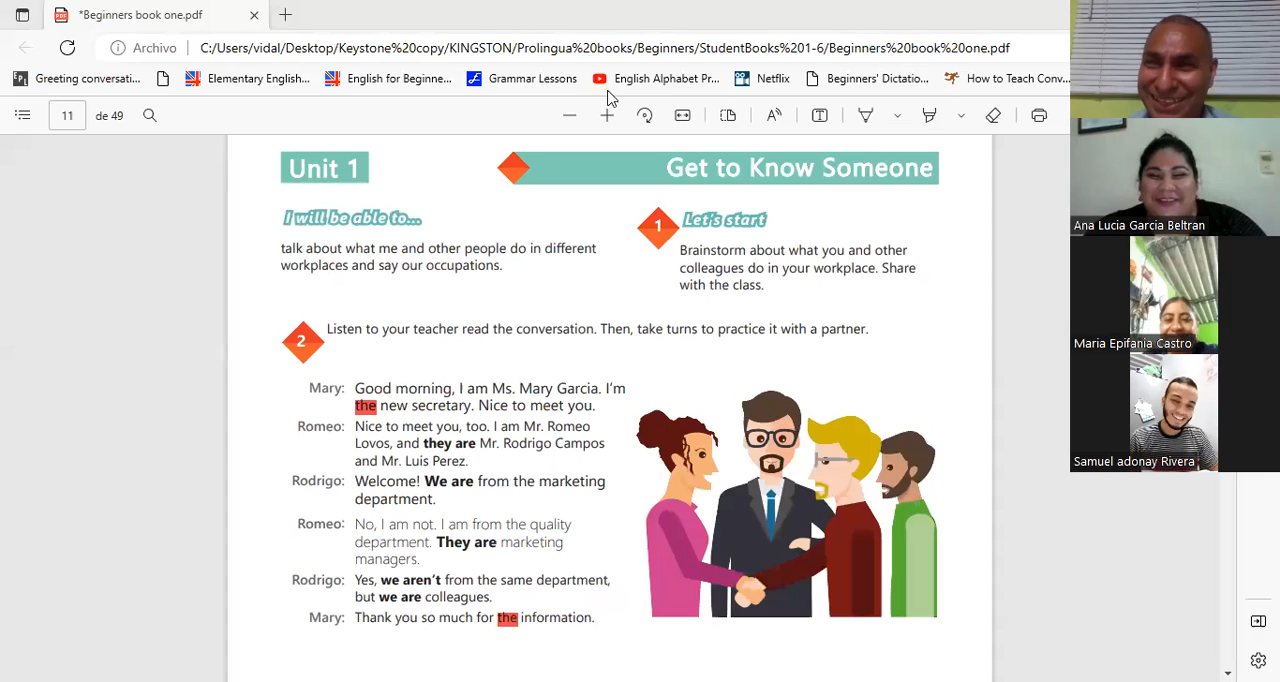 *Beginners book one.pdf
Archivo
C:/Users/vidal/Desktop/Keystone%20copy/KINGSTON/Prolingua%20books/Beginners/StudentBooks%201-6/Beginners%20book%20one.pdf
Greeting conversati...
Elementary English...
English for Beginne...
Grammar Lessons
English Alphabet Pr...
Netflix
Beginners' Dictatio...
How to Teach Conv...
11 de 49
Unit 1
Get to Know Someone
I will be able to...
talk about what me and other people do in different
workplaces and say our occupations.
1
Let's start
Brainstorm about what you and other
colleagues do in your workplace. Share
with the class.
2
Listen to your teacher read the conversation. Then, take turns to practice it with a partner.
Mary: Good morning, I am Ms. Mary Garcia. I'm
the new secretary. Nice to meet you.
Romeo: Nice to meet you, too. I am Mr. Romeo
Lovos, and they are Mr. Rodrigo Campos
and Mr. Luis Perez.
Rodrigo: Welcome! We are from the marketing
department.
Romeo: No, I am not. I am from the quality
department. They are marketing
managers.
Rodrigo: Yes, we aren't from the same department,
but we are colleagues.
Mary: Thank you so much for the information.
Ana Lucia Garcia Beltran
Maria Epifania Castro
Samuel adonay Rivera